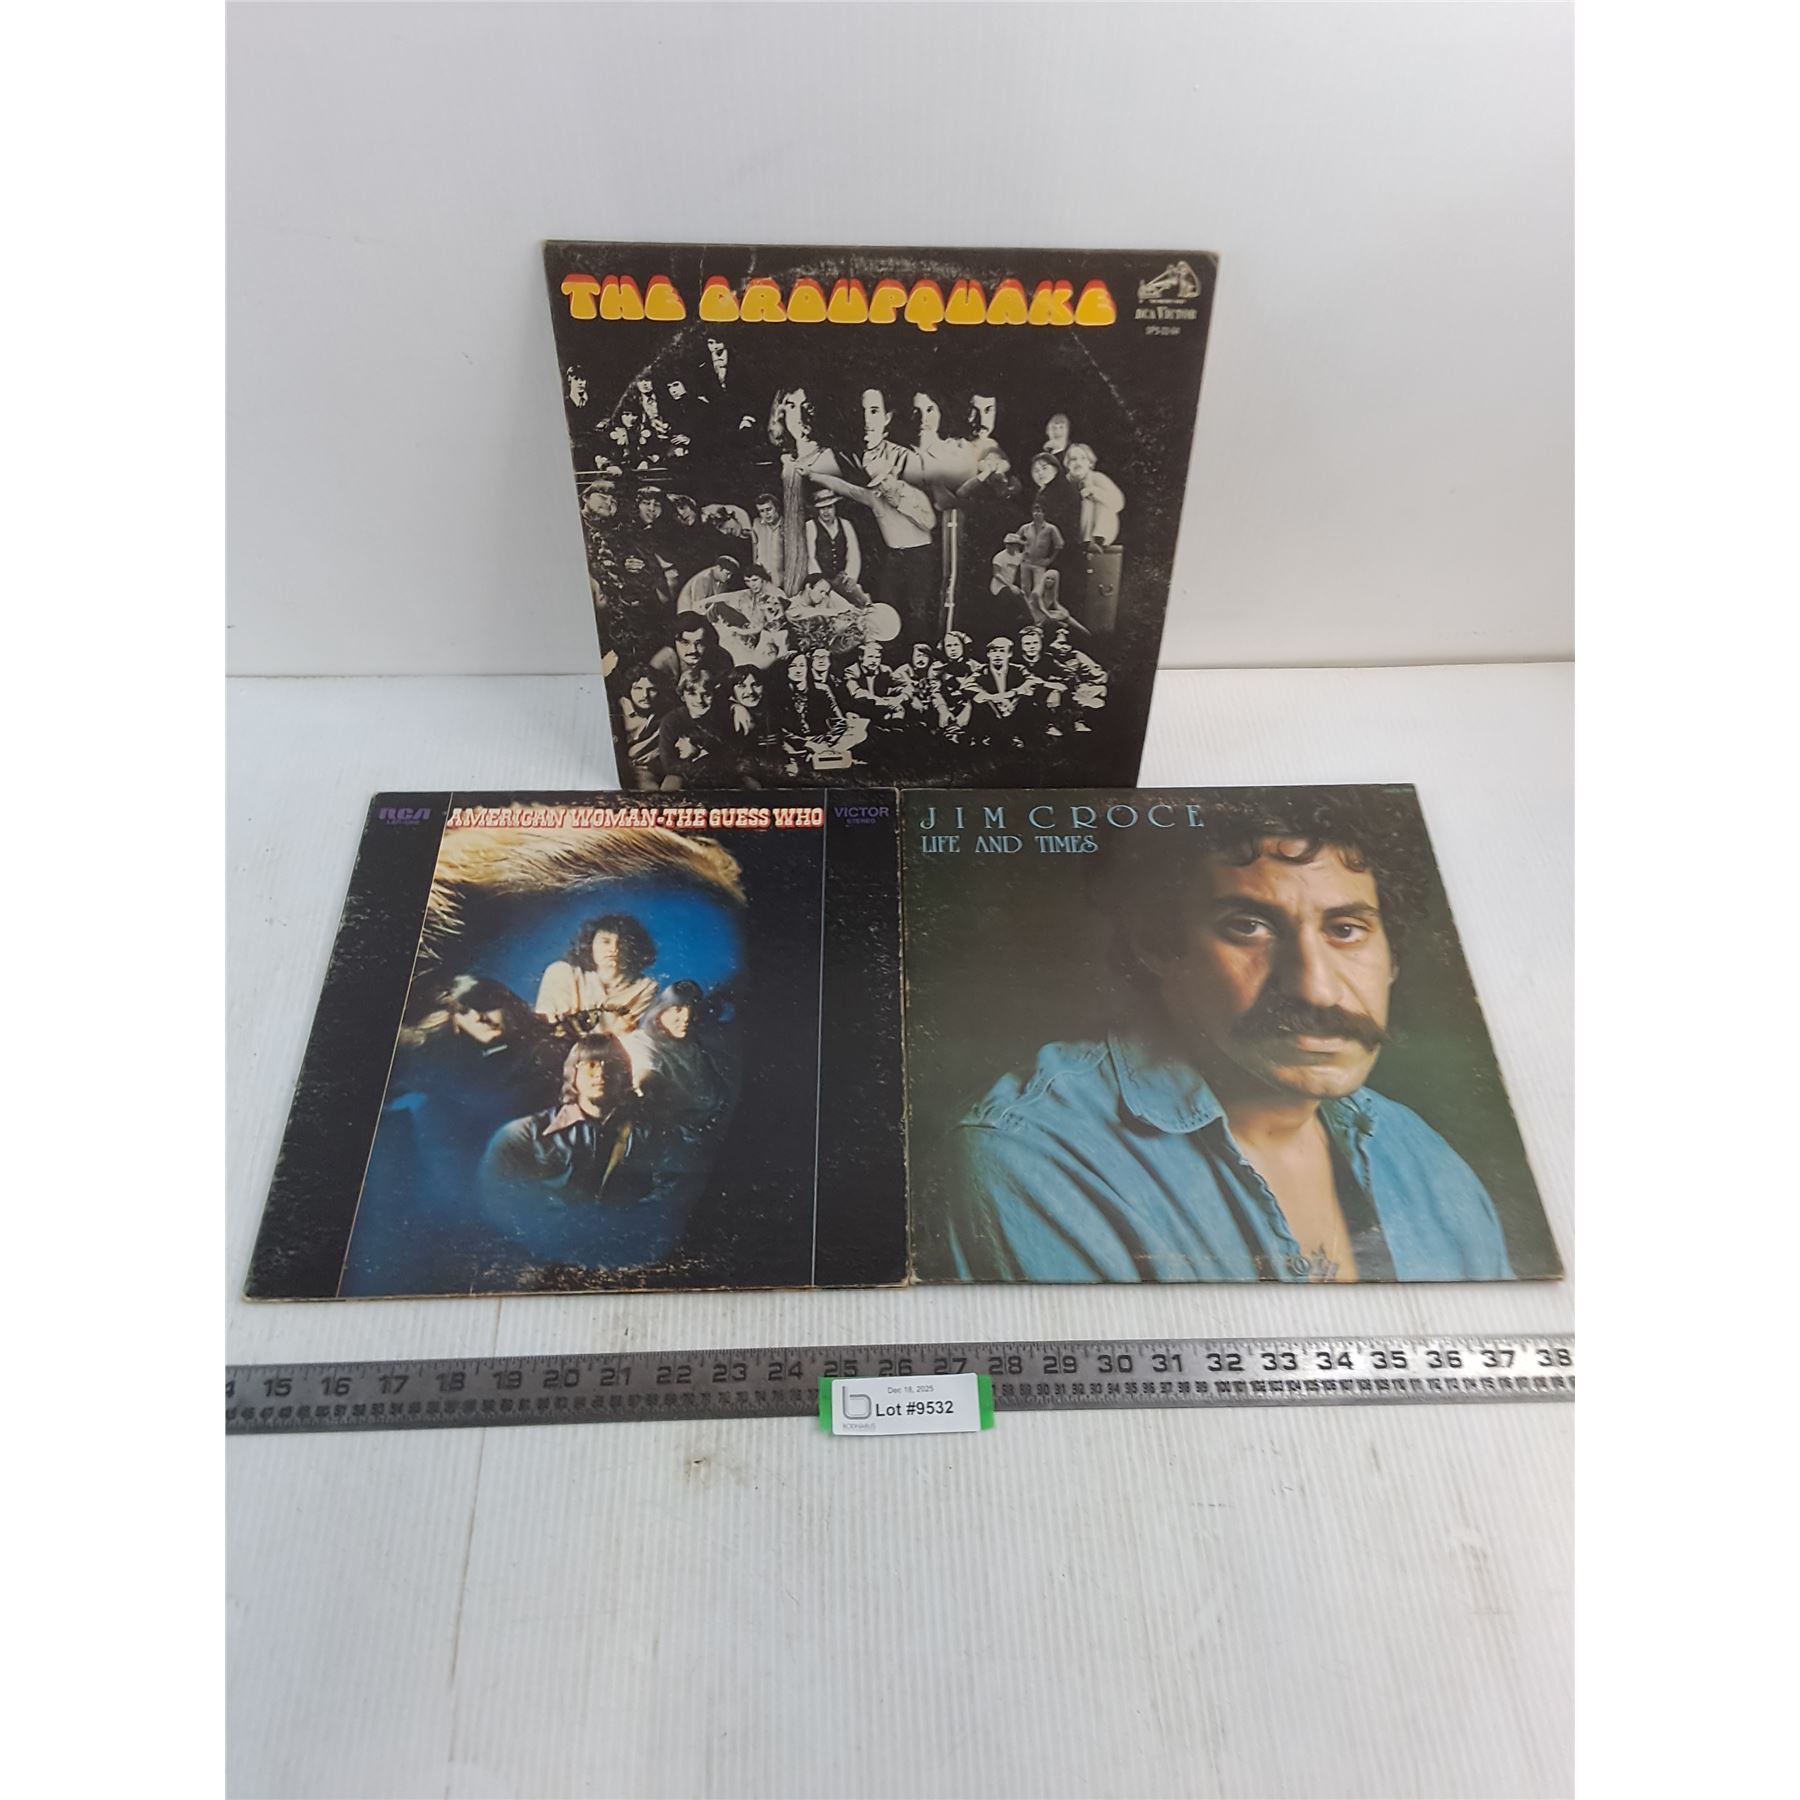 THE GROUPQUAKE
RCA VICTOR
RCA
AMERICAN WOMAN-THE GUESS WHO
VICTOR
STEREO
JIM CROCE
LIFE AND TIMES
15 16 17 18 19 20 21 22 23 24 25 26 27 28 29 30 31 32 33 34 35 36 37 38
Dec 18, 2025
Lot #9532
BODNARUS